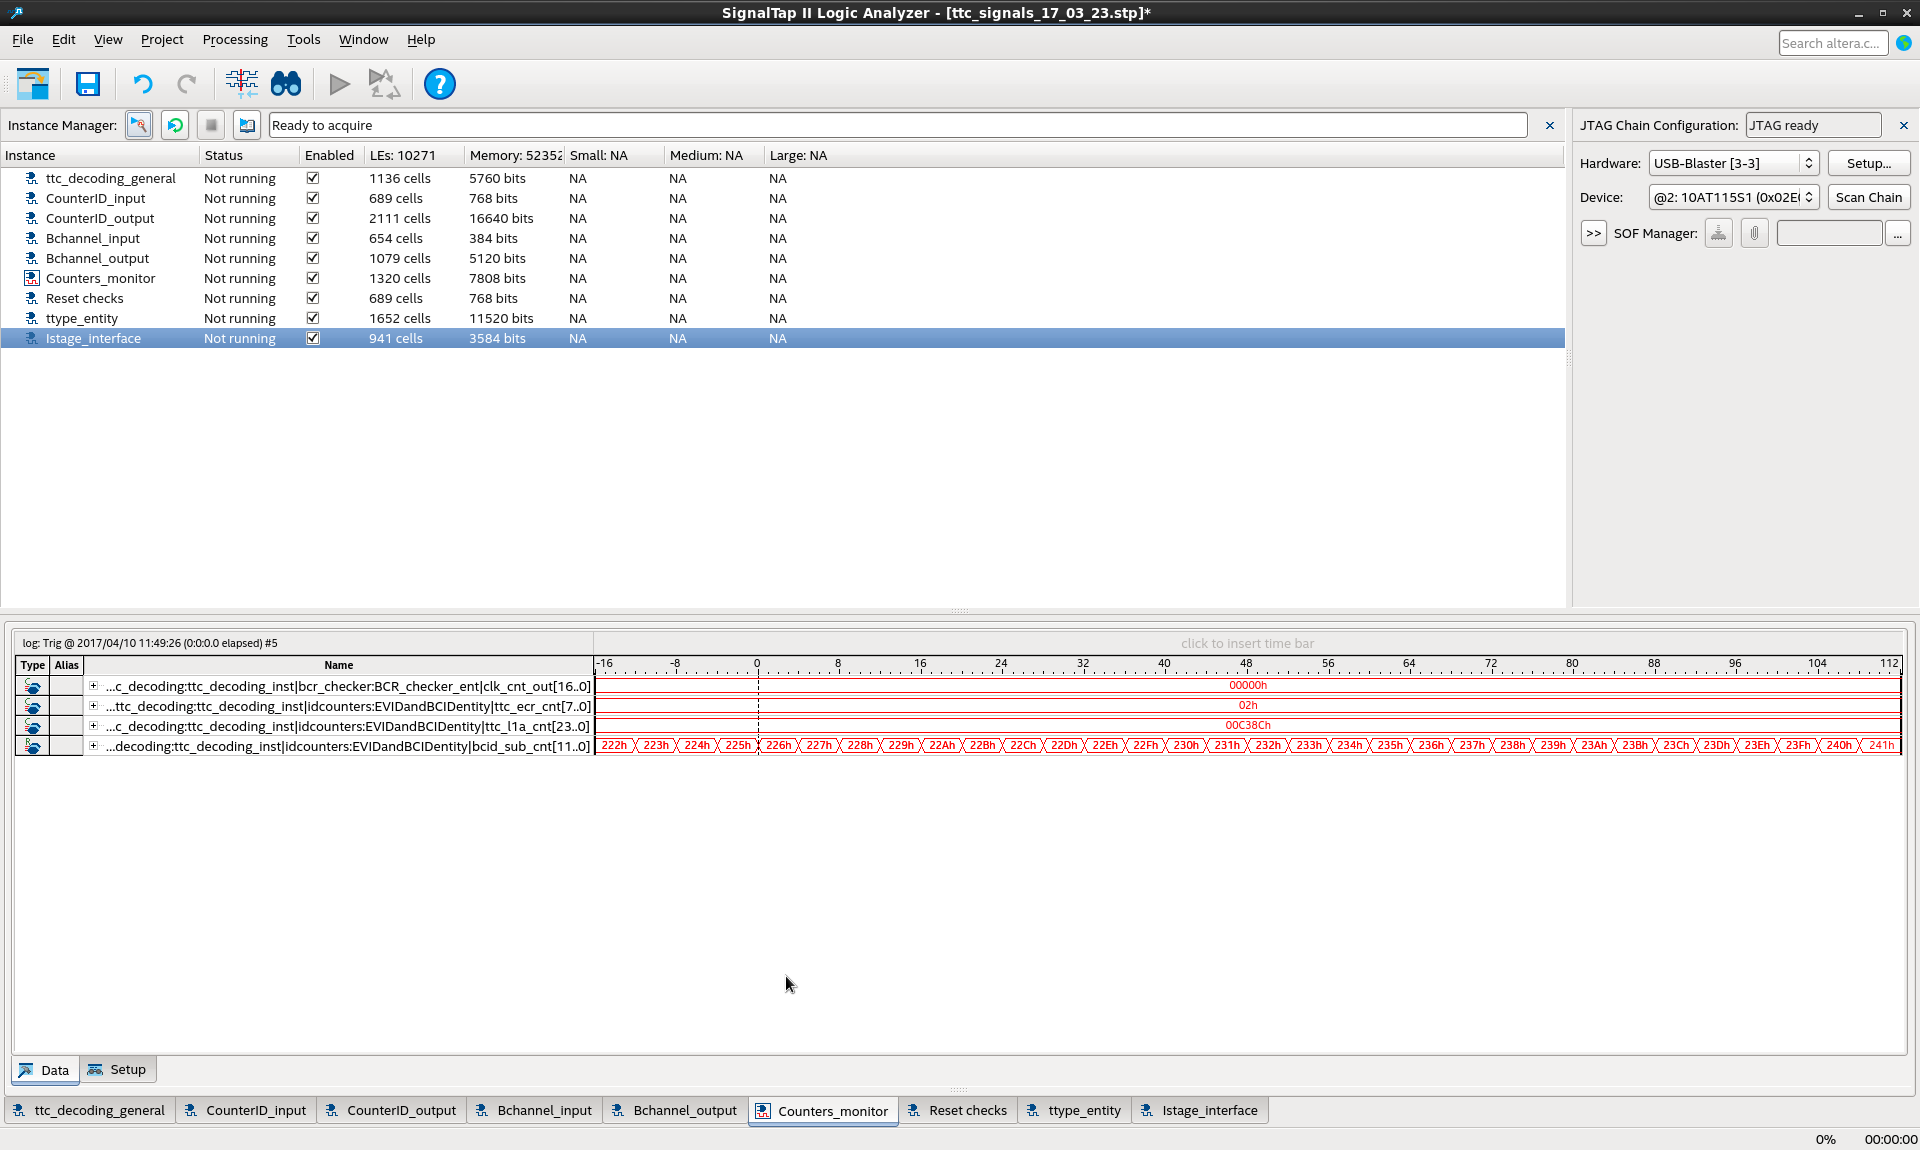 SignalTap II Logic Analyzer - [ttc_signals_17_03_23.stp]*
File Edit View Project Processing Tools Window Help
Search altera.c...
Instance Manager: Ready to acquire
JTAG Chain Configuration: JTAG ready
Instance Status Enabled LEs: 10271 Memory: 52352 Small: NA Medium: NA Large: NA
ttc_decoding_general Not running 1136 cells 5760 bits NA NA NA
CounterID_input Not running 689 cells 768 bits NA NA NA
CounterID_output Not running 2111 cells 16640 bits NA NA NA
Bchannel_input Not running 654 cells 384 bits NA NA NA
Bchannel_output Not running 1079 cells 5120 bits NA NA NA
Counters_monitor Not running 1320 cells 7808 bits NA NA NA
Reset checks Not running 689 cells 768 bits NA NA NA
ttype_entity Not running 1652 cells 11520 bits NA NA NA
Istage_interface Not running 941 cells 3584 bits NA NA NA
Hardware: USB-Blaster [3-3] Setup...
Device: @2: 10AT115S1 (0x02E Scan Chain
>> SOF Manager: ...
log: Trig @ 2017/04/10 11:49:26 (0:0:0.0 elapsed) #5
click to insert time bar
Type Alias Name
-16 -8 0 8 16 24 32 40 48 56 64 72 80 88 96 104 112
...c_decoding:ttc_decoding_inst|bcr_checker:BCR_checker_ent|clk_cnt_out[16..0] 00000h
...ttc_decoding:ttc_decoding_inst|idcounters:EVIDandBCIDentity|ttc_ecr_cnt[7..0] 02h
...c_decoding:ttc_decoding_inst|idcounters:EVIDandBCIDentity|ttc_l1a_cnt[23..0] 00C38Ch
...decoding:ttc_decoding_inst|idcounters:EVIDandBCIDentity|bcid_sub_cnt[11..0] 222h 223h 224h 225h 226h 227h 228h 229h 22Ah 22Bh 22Ch 22Dh 22Eh 22Fh 230h 231h 232h 233h 234h 235h 236h 237h 238h 239h 23Ah 23Bh 23Ch 23Dh 23Eh 23Fh 240h 241h
Data Setup
ttc_decoding_general CounterID_input CounterID_output Bchannel_input Bchannel_output Counters_monitor Reset checks ttype_entity Istage_interface
0% 00:00:00